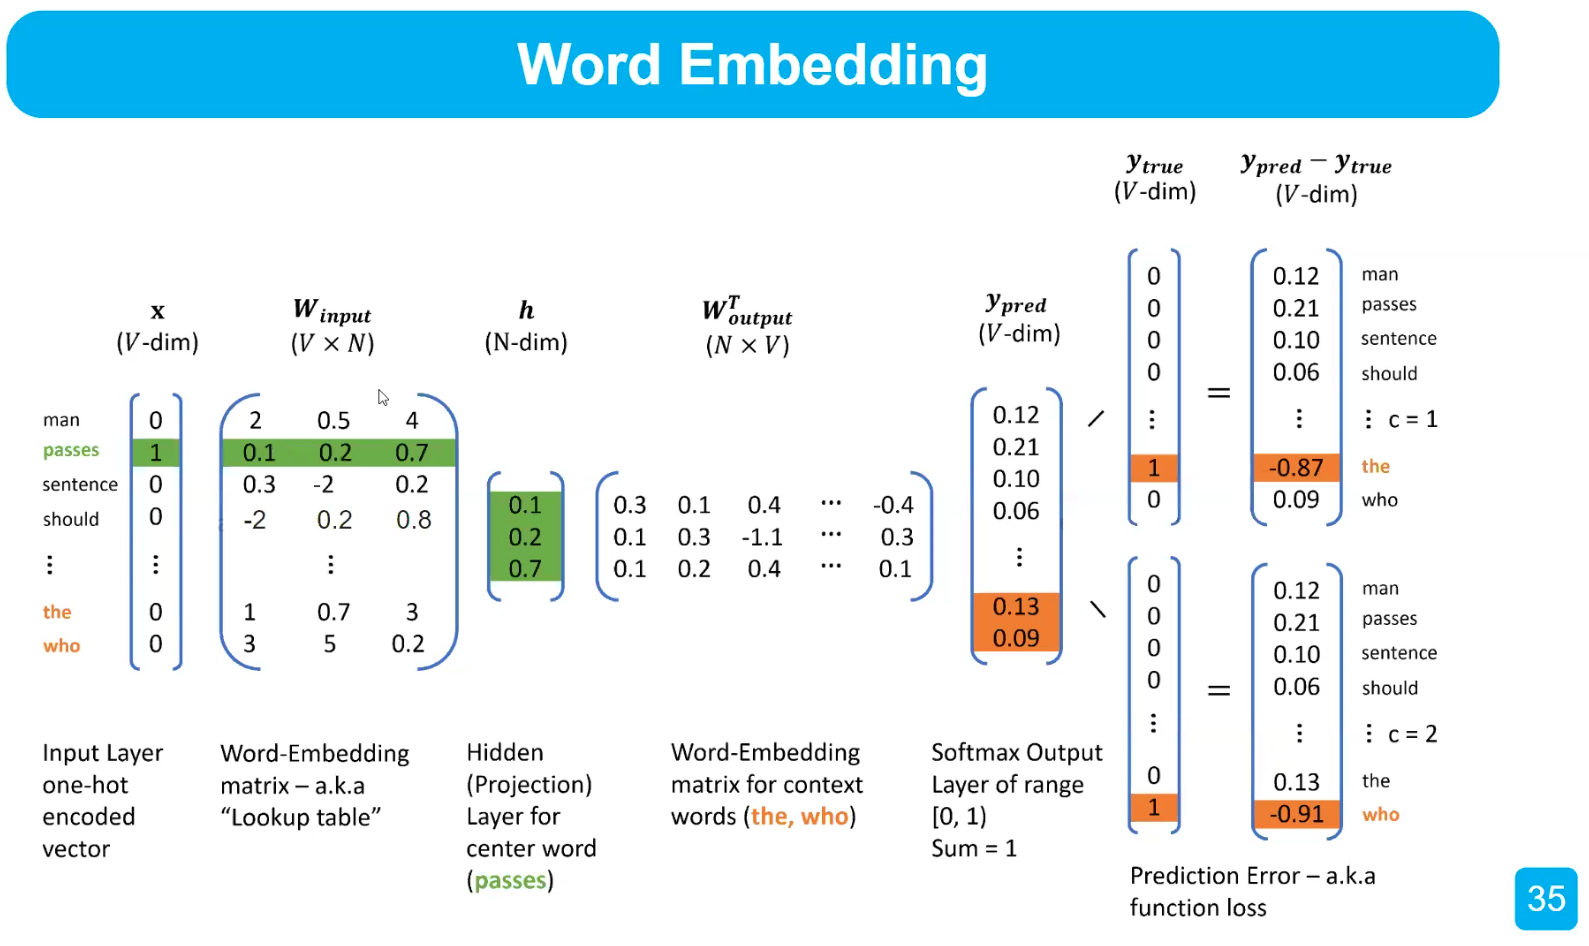 Word Embedding
x
(V-dim)
W_input
(V × N)
h
(N-dim)
W^T_output
(N × V)
y_pred
(V-dim)
y_true
(V-dim)
y_pred − y_true
(V-dim)
man 0 2 0.5 4
passes 1 0.1 0.2 0.7
sentence 0 0.3 -2 0.2
should 0 -2 0.2 0.8
⋮ ⋮ ⋮
the 0 1 0.7 3
who 0 3 5 0.2
0.1
0.2
0.7
0.3 0.1 0.4 ⋯ -0.4
0.1 0.3 -1.1 ⋯ 0.3
0.1 0.2 0.4 ⋯ 0.1
0.12
0.21
0.10
0.06
⋮
0.13
0.09
0 0.12 man
0 0.21 passes
0 0.10 sentence
0 0.06 should
=
⋮ ⋮ ⋮ c = 1
1 -0.87 the
0 0.09 who
0 0.12 man
0 0.21 passes
0 0.10 sentence
0 0.06 should
=
⋮ ⋮ ⋮ c = 2
0 0.13 the
1 -0.91 who
Input Layer
one-hot
encoded
vector
Word-Embedding
matrix – a.k.a
“Lookup table”
Hidden
(Projection)
Layer for
center word
(passes)
Word-Embedding
matrix for context
words (the, who)
Softmax Output
Layer of range
[0, 1)
Sum = 1
Prediction Error – a.k.a
function loss
35